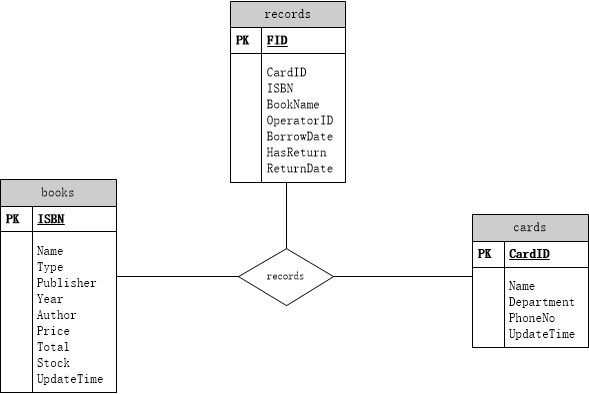 records
PK FID
CardID
ISBN
BookName
OperatorID
BorrowDate
HasReturn
ReturnDate
books
PK ISBN
Name
Type
Publisher
Year
Author
Price
Total
Stock
UpdateTime
records
cards
PK CardID
Name
Department
PhoneNo
UpdateTime